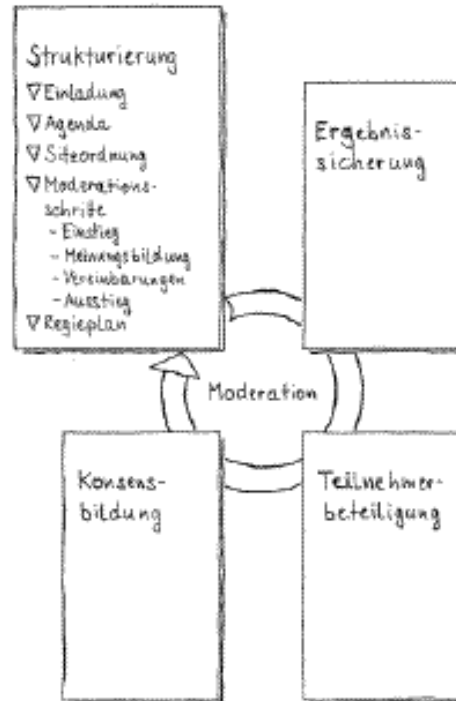 Strukturierung
▽ Einladung
▽ Agenda
▽ Sitzordnung
▽ Moderations-
schritte
- Einstieg
- Meinungsbildung
- Vereinbarungen
- Ausstieg
▽ Regieplan
Ergebnis-
sicherung
Moderation
Konsens-
bildung
Teilnehmer-
beteiligung